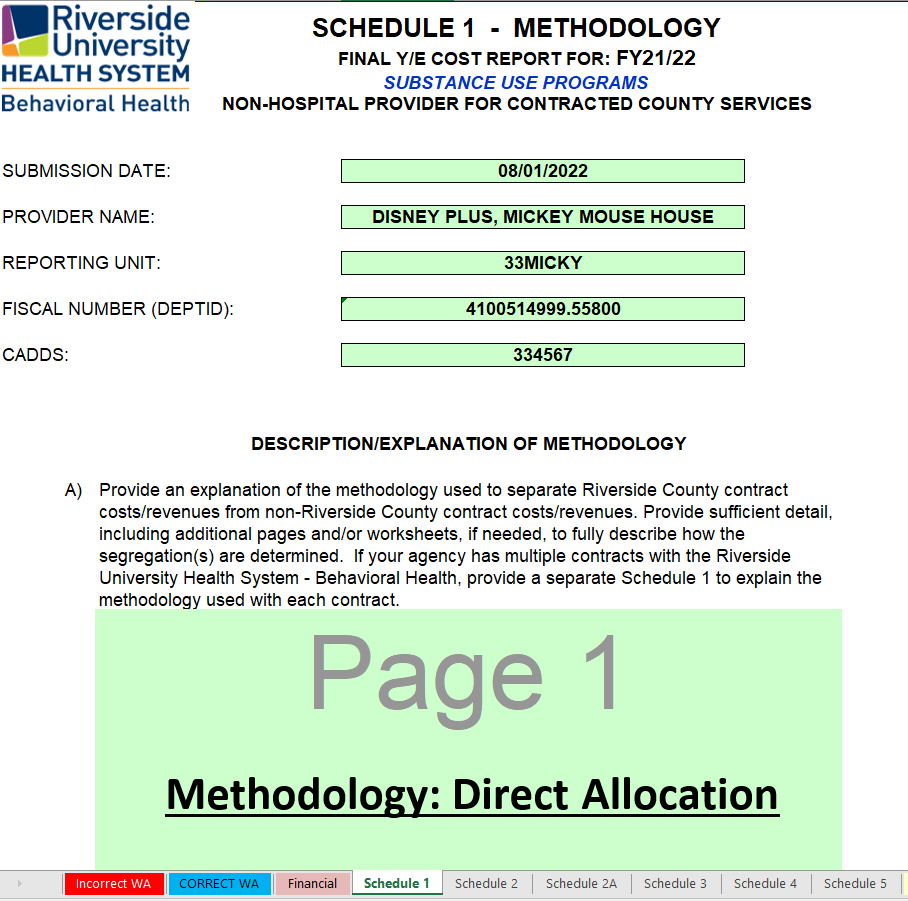 Riverside
University
HEALTH SYSTEM
Behavioral Health
SCHEDULE 1 - METHODOLOGY
FINAL Y/E COST REPORT FOR: FY21/22
SUBSTANCE USE PROGRAMS
NON-HOSPITAL PROVIDER FOR CONTRACTED COUNTY SERVICES
SUBMISSION DATE: 08/01/2022
PROVIDER NAME: DISNEY PLUS, MICKEY MOUSE HOUSE
REPORTING UNIT: 33MICKY
FISCAL NUMBER (DEPTID): 4100514999.55800
CADDS: 334567
DESCRIPTION/EXPLANATION OF METHODOLOGY
A) Provide an explanation of the methodology used to separate Riverside County contract
costs/revenues from non-Riverside County contract costs/revenues. Provide sufficient detail,
including additional pages and/or worksheets, if needed, to fully describe how the
segregation(s) are determined. If your agency has multiple contracts with the Riverside
University Health System - Behavioral Health, provide a separate Schedule 1 to explain the
methodology used with each contract.
Page 1
Methodology: Direct Allocation
Incorrect WA CORRECT WA Financial Schedule 1 Schedule 2 Schedule 2A Schedule 3 Schedule 4 Schedule 5